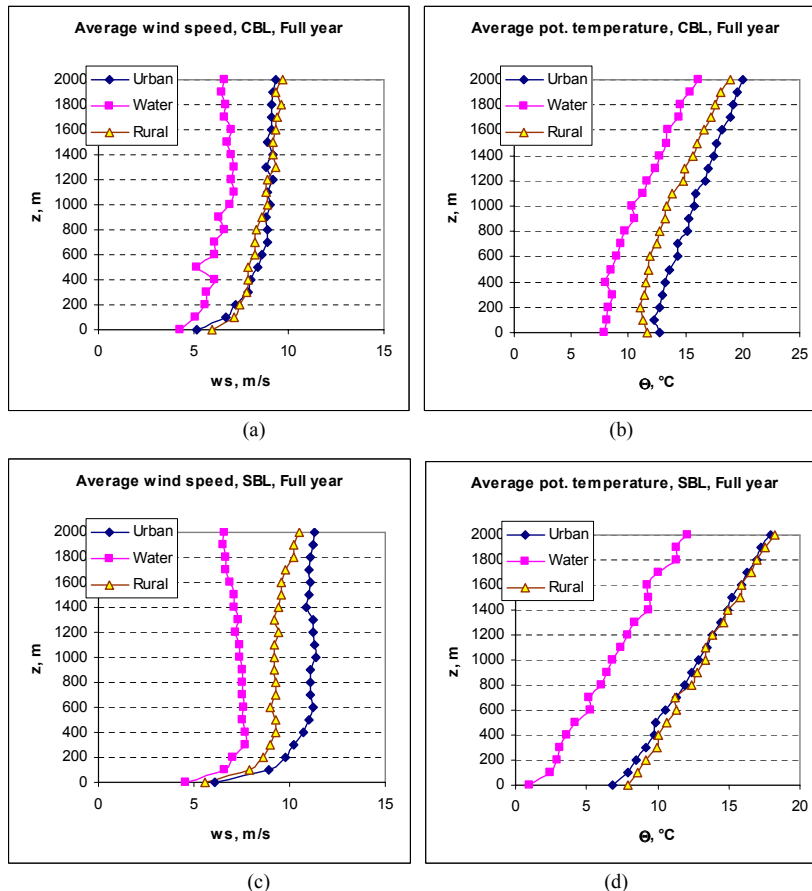 Average wind speed, CBL, Full year
2000
1800
1600
1400
1200
1000
800
600
400
200
0
z, m
Urban
Water
Rural
0
5
10
15
ws, m/s
(a)
Average pot. temperature, CBL, Full year
2000
1800
1600
1400
1200
1000
800
600
400
200
0
z, m
Urban
Water
Rural
0
5
10
15
20
25
Θ, °C
(b)
Average wind speed, SBL, Full year
2000
1800
1600
1400
1200
1000
800
600
400
200
0
z, m
Urban
Water
Rural
0
5
10
15
ws, m/s
(c)
Average pot. temperature, SBL, Full year
2000
1800
1600
1400
1200
1000
800
600
400
200
0
z, m
Urban
Water
Rural
0
5
10
15
20
Θ, °C
(d)